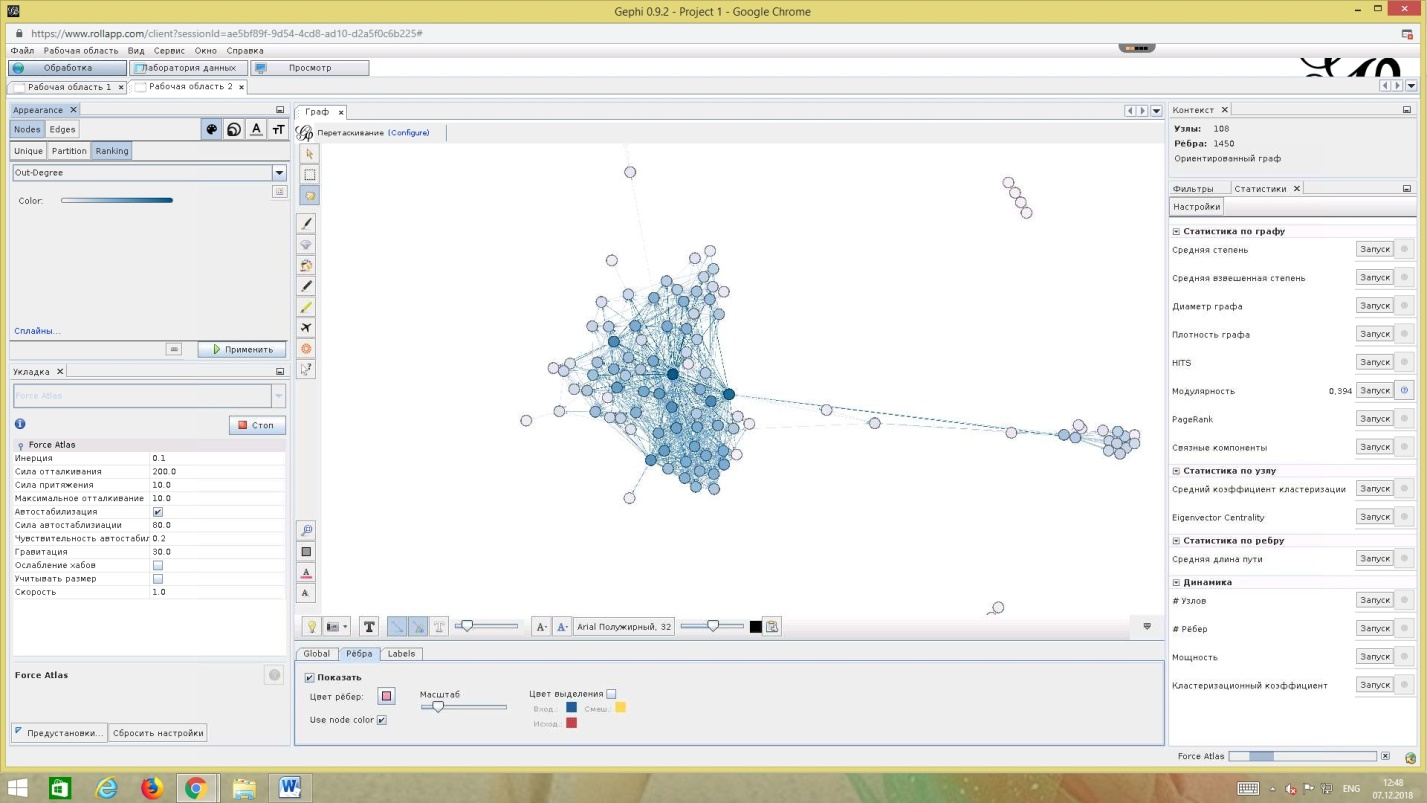 Gephi 0.9.2 - Project 1 - Google Chrome
https://www.rollapp.com/client?sessionId=ae5bf89f-9d54-4cd8-ad10-d2a5f0c6b225#
Файл Рабочая область Вид Сервис Окно Справка
Обработка Лаборатория данных Просмотр
Рабочая область 1 Рабочая область 2
Appearance
Nodes Edges
Unique Partition Ranking
Out-Degree
Color:
Сплайны...
Применить
Укладка
Force Atlas
Стоп
Force Atlas
Инерция 0.1
Сила отталкивания 200.0
Сила притяжения 10.0
Максимальное отталкивание 10.0
Автостабилизация
Сила автостаблизиации 80.0
Чувствительность автостабил 0.2
Гравитация 30.0
Ослабление хабов
Учитывать размер
Скорость 1.0
Force Atlas
Предустановки... Сбросить настройки
Граф
Перетаскивание (Configure)
T T A- A- Arial Полужирный, 32
Global Рёбра Labels
Показать
Цвет рёбер: Масштаб Цвет выделения
Use node color Вход.: Смеш.:
Исход.:
Контекст
Узлы: 108
Рёбра: 1450
Ориентированный граф
Фильтры Статистики
Настройки
Статистика по графу
Средняя степень Запуск
Средняя взвешенная степень Запуск
Диаметр графа Запуск
Плотность графа Запуск
HITS Запуск
Модулярность 0,394 Запуск
PageRank Запуск
Связные компоненты Запуск
Статистика по узлу
Средний коэффициент кластеризации Запуск
Eigenvector Centrality Запуск
Статистика по ребру
Средняя длина пути Запуск
Динамика
# Узлов Запуск
# Рёбер Запуск
Мощность Запуск
Кластеризационный коэффициент Запуск
Force Atlas
ENG 12:48
07.12.2018